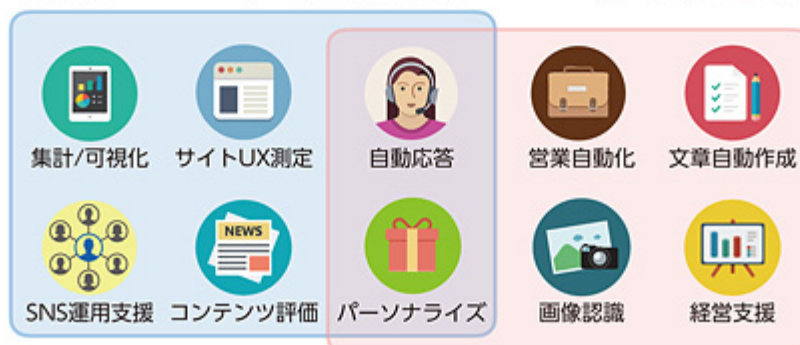 集計/可視化
サイトUX測定
自動応答
営業自動化
文章自動作成
NEWS
SNS運用支援
コンテンツ評価
パーソナライズ
画像認識
経営支援